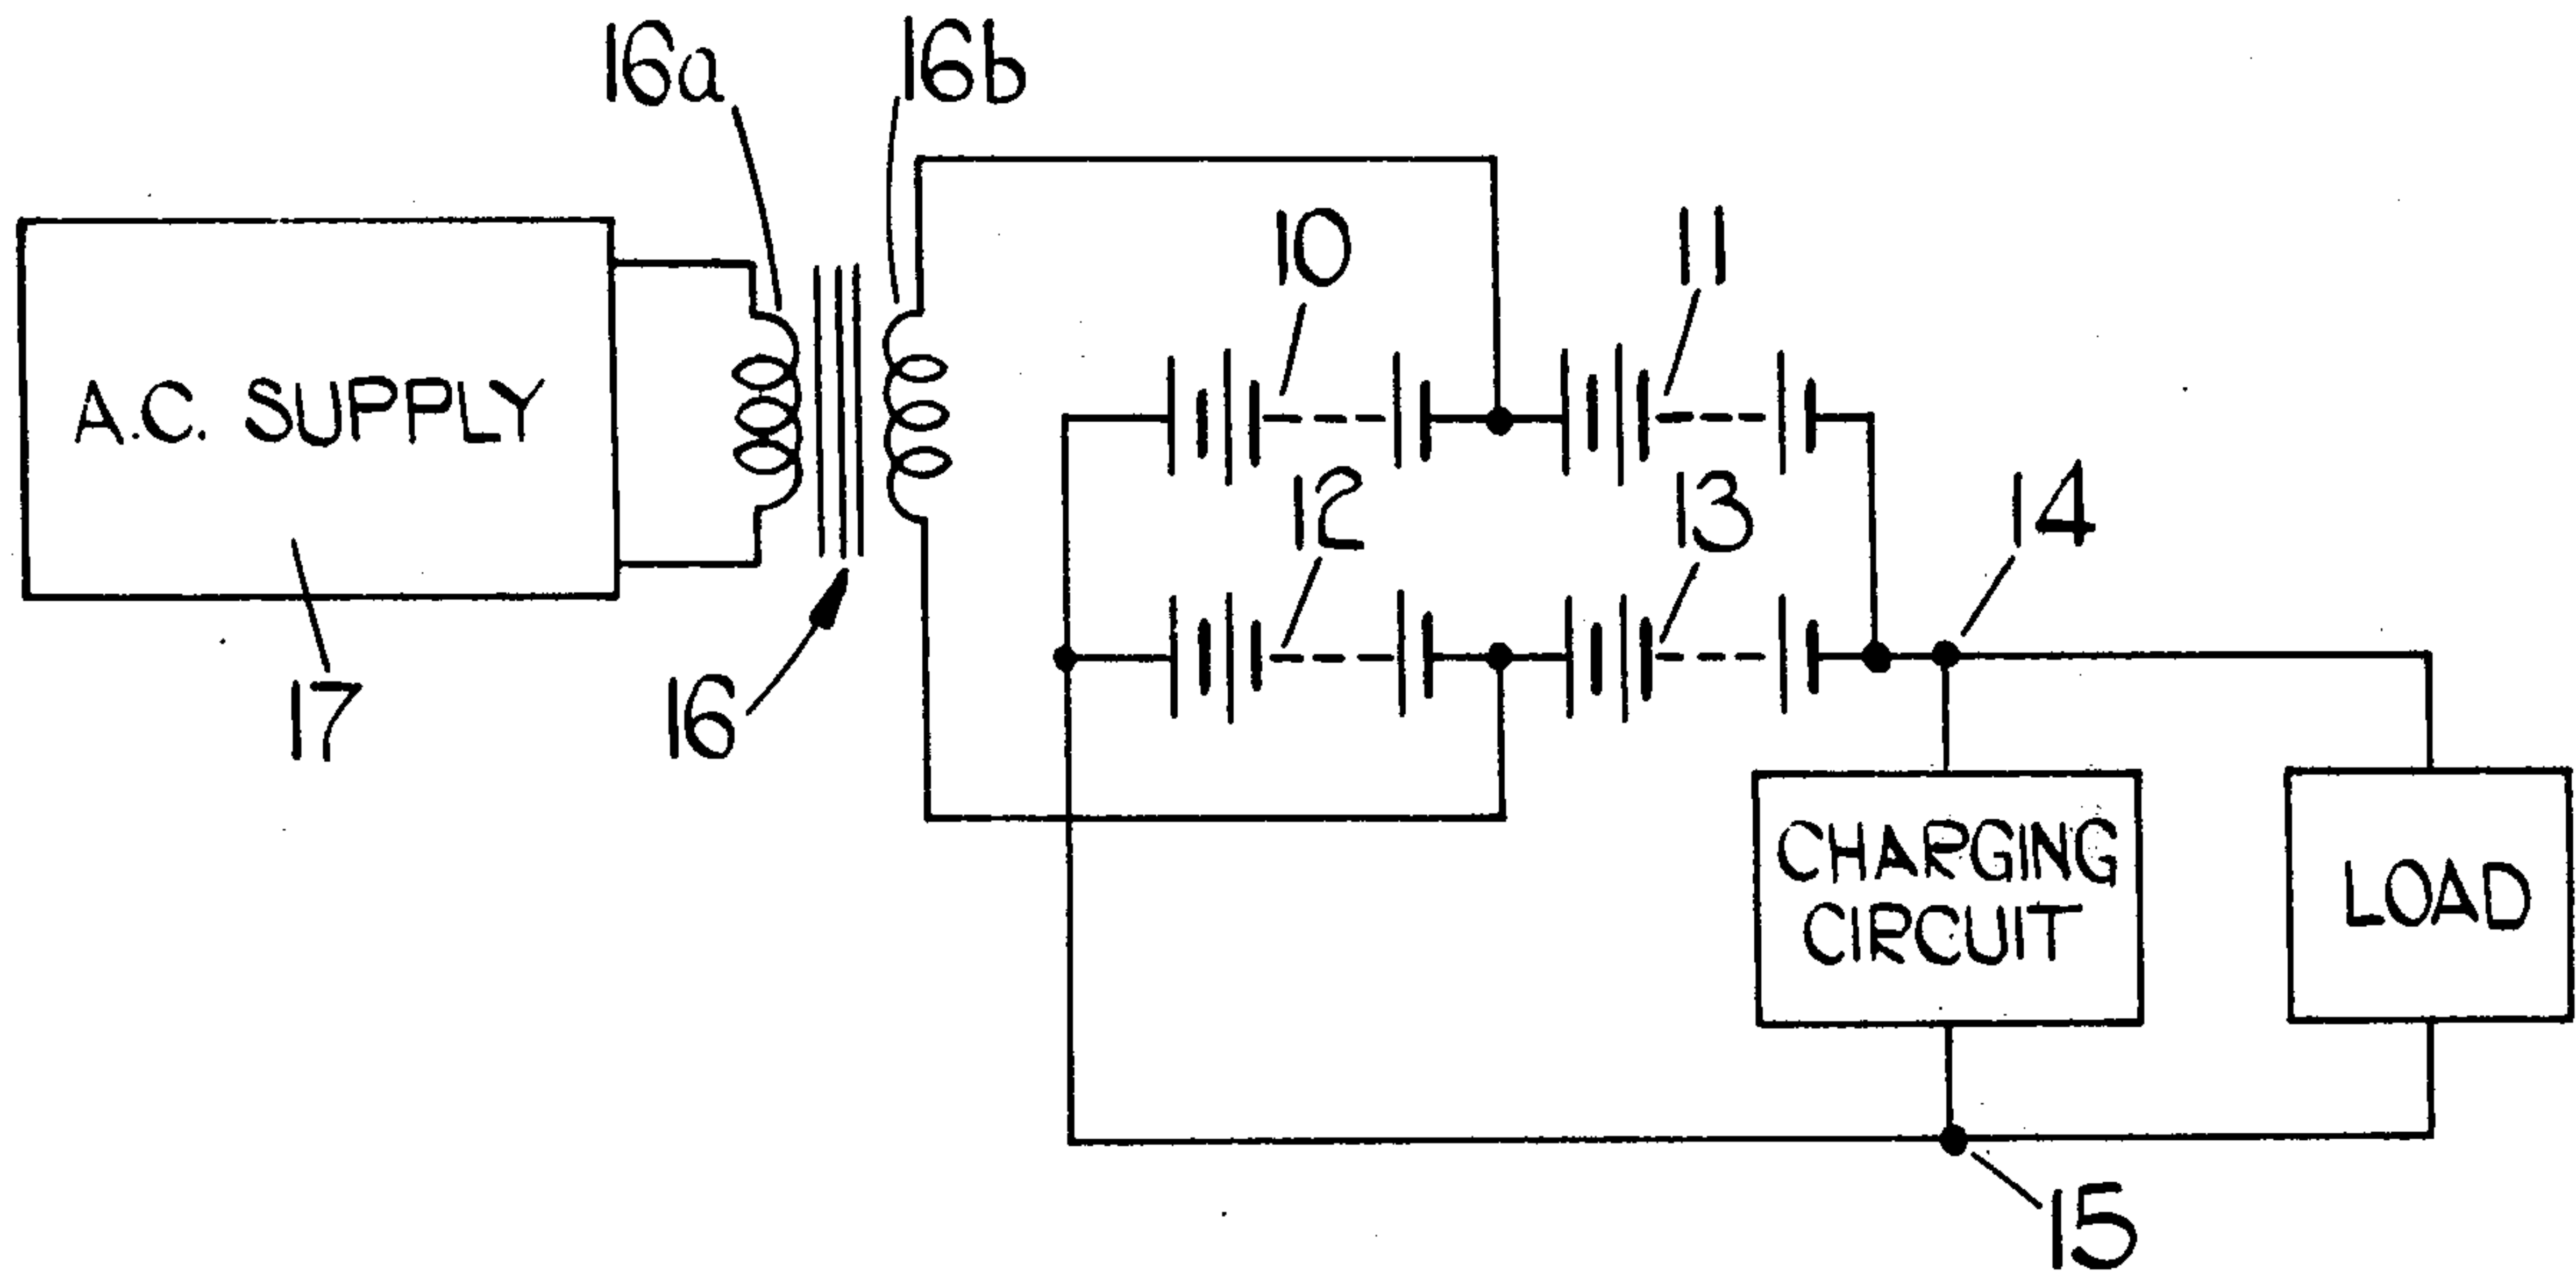 16a
16b
10
11
A.C. SUPPLY
12
13
14
17
16
CHARGING
CIRCUIT
LOAD
15